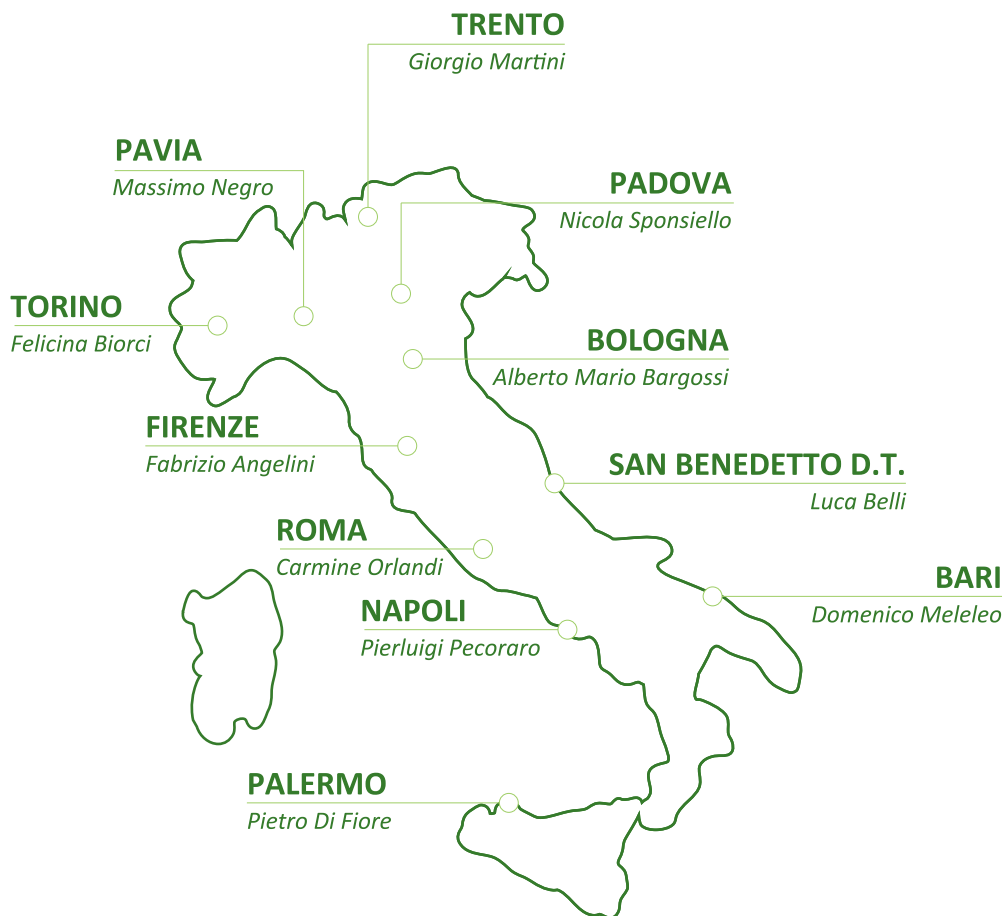 TRENTO
Giorgio Martini
PAVIA
Massimo Negro
PADOVA
Nicola Sponsiello
TORINO
Felicina Biorci
BOLOGNA
Alberto Mario Bargossi
FIRENZE
Fabrizio Angelini
SAN BENEDETTO D.T.
Luca Belli
ROMA
Carmine Orlandi
BARI
Domenico Meleleo
NAPOLI
Pierluigi Pecoraro
PALERMO
Pietro Di Fiore